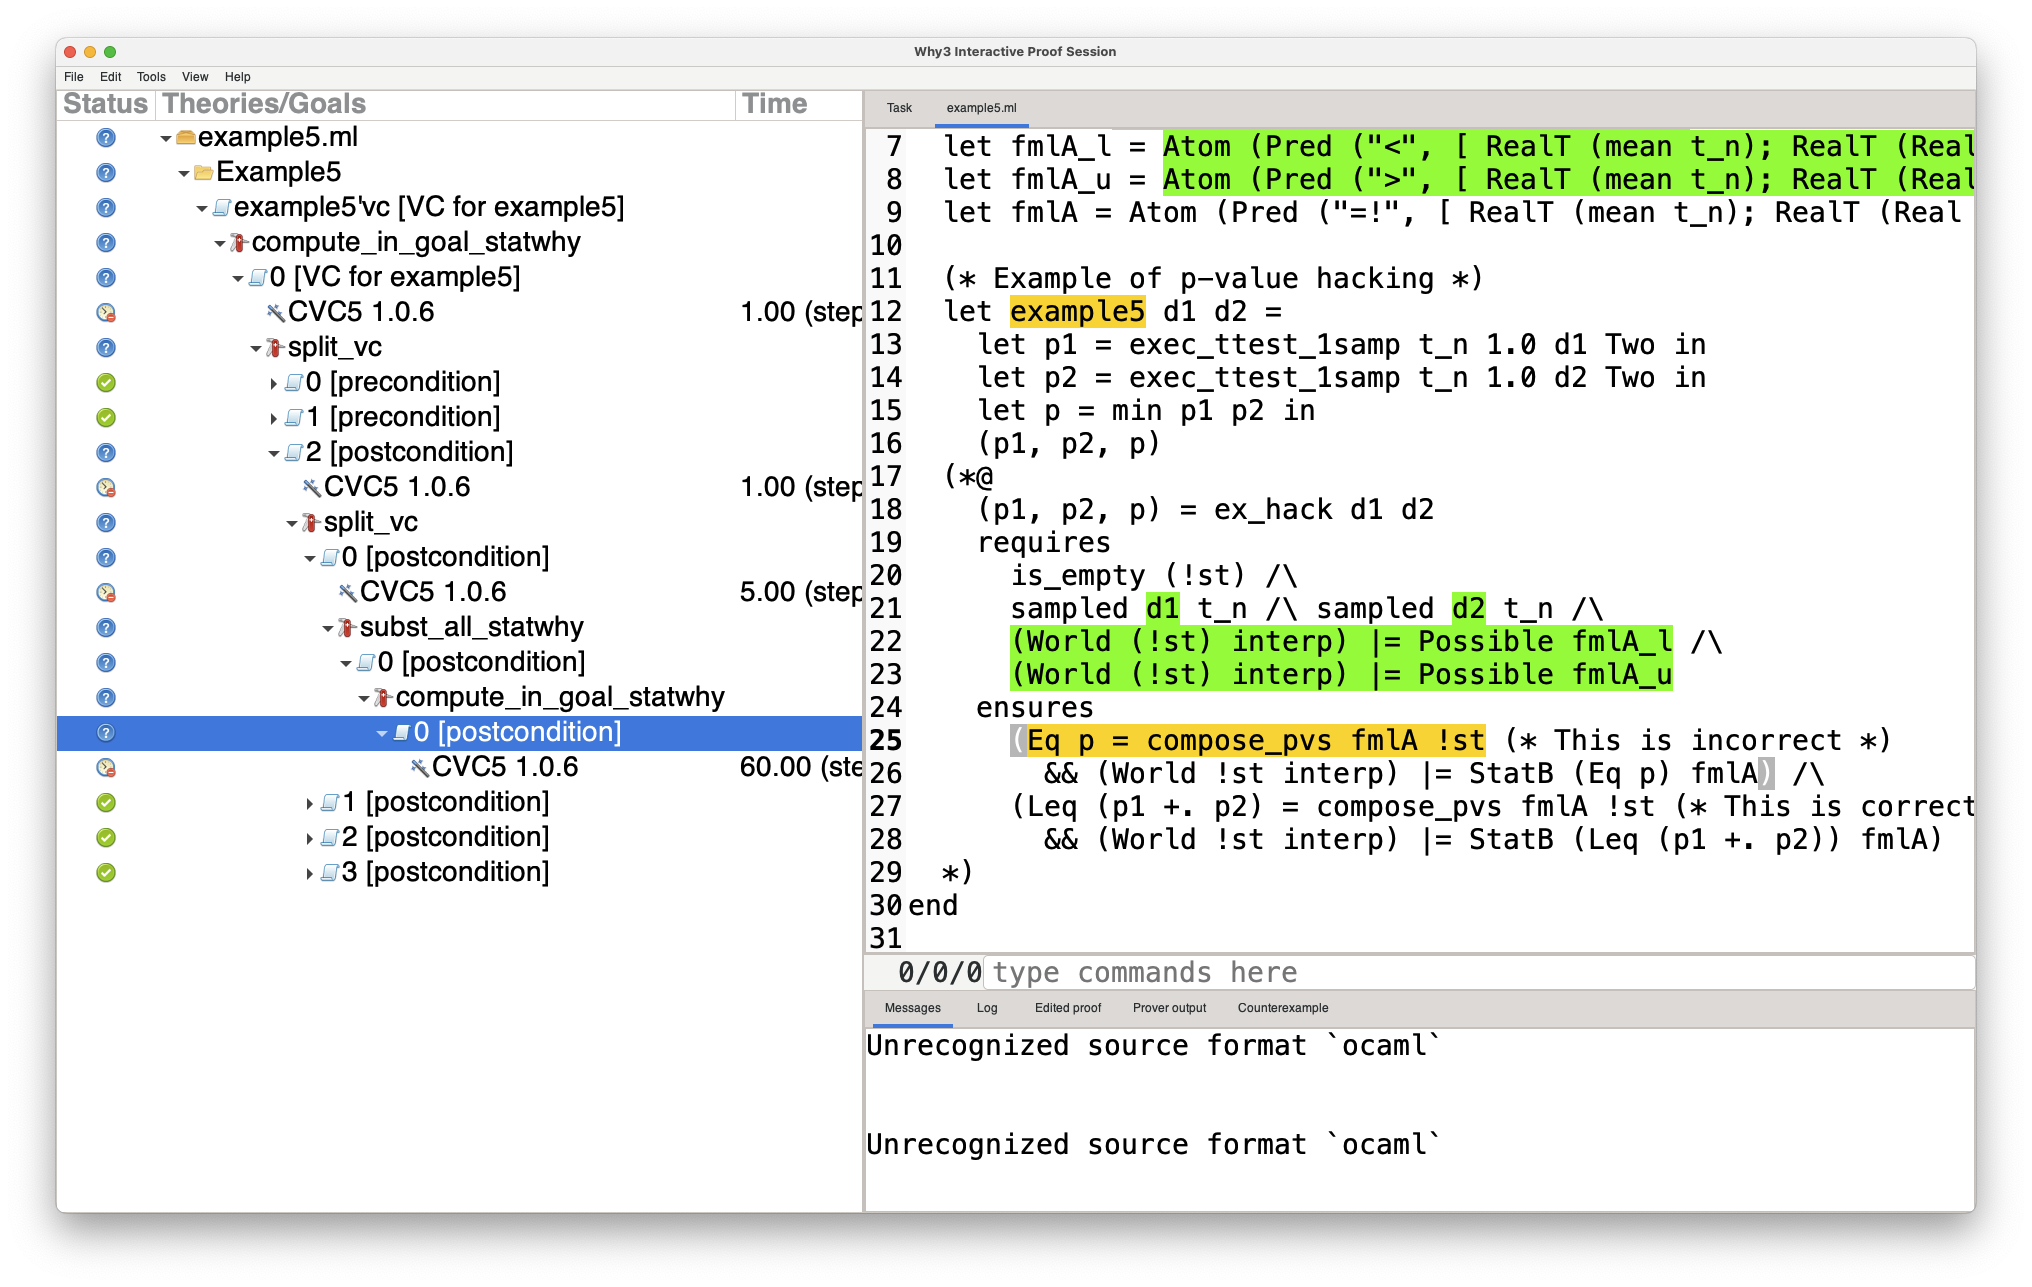 Why3 Interactive Proof Session
File Edit Tools View Help
Status Theories/Goals Time
example5.ml
Example5
example5'vc [VC for example5]
compute_in_goal_statwhy
0 [VC for example5]
CVC5 1.0.6 1.00 (step
split_vc
0 [precondition]
1 [precondition]
2 [postcondition]
CVC5 1.0.6 1.00 (step
split_vc
0 [postcondition]
CVC5 1.0.6 5.00 (step
subst_all_statwhy
0 [postcondition]
compute_in_goal_statwhy
0 [postcondition]
CVC5 1.0.6 60.00 (ste
1 [postcondition]
2 [postcondition]
3 [postcondition]
Task example5.ml
7 let fmlA_l = Atom (Pred ("<", [ RealT (mean t_n); RealT (Real
8 let fmlA_u = Atom (Pred (">", [ RealT (mean t_n); RealT (Real
9 let fmlA = Atom (Pred ("=!", [ RealT (mean t_n); RealT (Real
10
11 (* Example of p-value hacking *)
12 let example5 d1 d2 =
13 let p1 = exec_ttest_1samp t_n 1.0 d1 Two in
14 let p2 = exec_ttest_1samp t_n 1.0 d2 Two in
15 let p = min p1 p2 in
16 (p1, p2, p)
17 (*@
18 (p1, p2, p) = ex_hack d1 d2
19 requires
20 is_empty (!st) /\
21 sampled d1 t_n /\ sampled d2 t_n /\
22 (World (!st) interp) |= Possible fmlA_l /\
23 (World (!st) interp) |= Possible fmlA_u
24 ensures
25 (Eq p = compose_pvs fmlA !st (* This is incorrect *)
26 && (World !st interp) |= StatB (Eq p) fmlA) /\
27 (Leq (p1 +. p2) = compose_pvs fmlA !st (* This is correct
28 && (World !st interp) |= StatB (Leq (p1 +. p2)) fmlA)
29 *)
30 end
31
0/0/0 type commands here
Messages Log Edited proof Prover output Counterexample
Unrecognized source format `ocaml`
Unrecognized source format `ocaml`